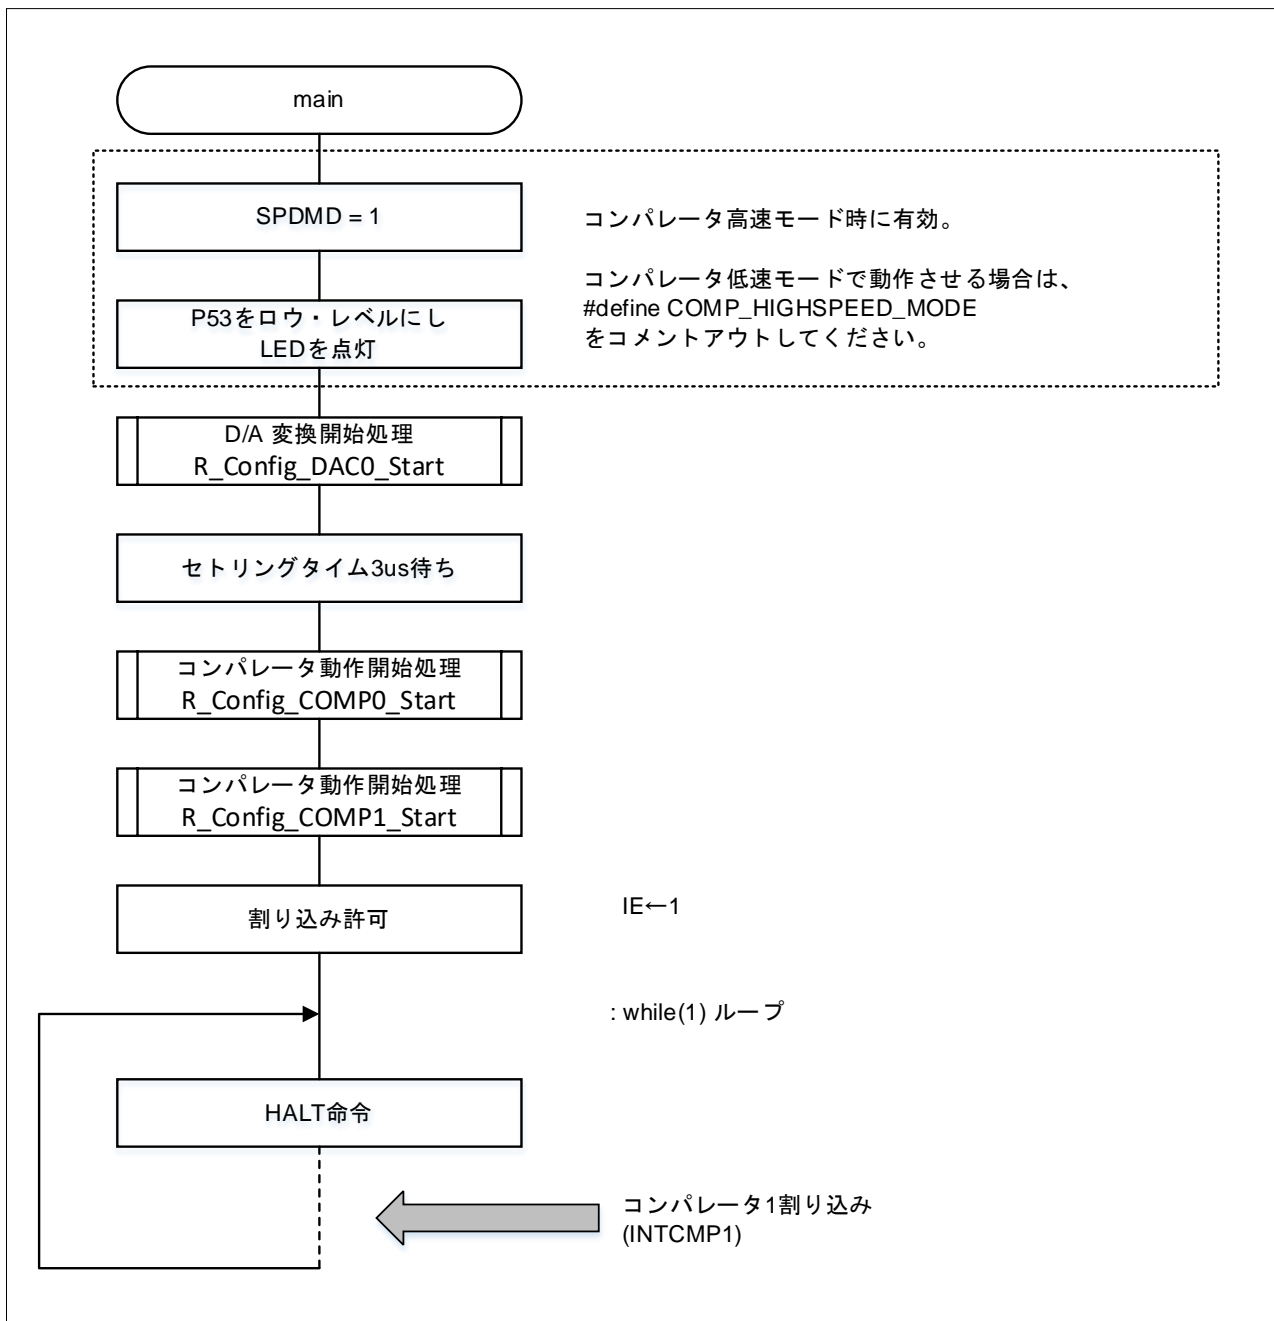 main
SPDMD = 1
コンパレータ高速モード時に有効。
コンパレータ低速モードで動作させる場合は、
#define COMP_HIGHSPEED_MODE
をコメントアウトしてください。
P53をロウ・レベルにし
LEDを点灯
D/A 変換開始処理
R_Config_DAC0_Start
セトリングタイム3us待ち
コンパレータ動作開始処理
R_Config_COMP0_Start
コンパレータ動作開始処理
R_Config_COMP1_Start
割り込み許可
IE←1
: while(1) ループ
HALT命令
コンパレータ1割り込み
(INTCMP1)